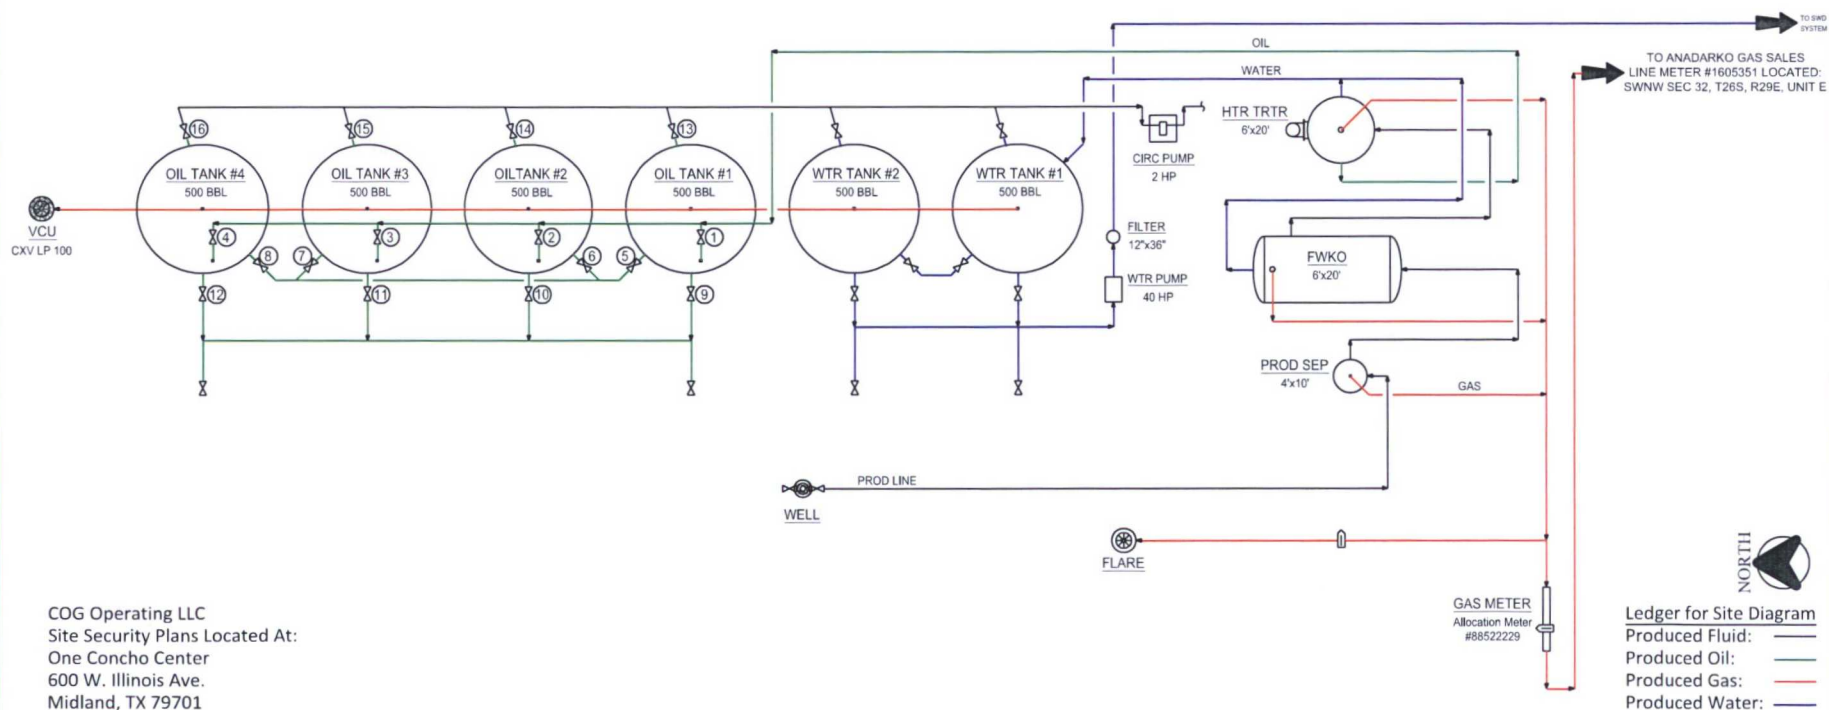 TO SWD
SYSTEM
OIL
TO ANADARKO GAS SALES
LINE METER #1605351 LOCATED:
SWNW SEC 32, T26S, R29E, UNIT E
WATER
HTR TRTR
6'x20'
16
15
14
13
CIRC PUMP
2 HP
OIL TANK #4
500 BBL
OIL TANK #3
500 BBL
OILTANK #2
500 BBL
OIL TANK #1
500 BBL
WTR TANK #2
500 BBL
WTR TANK #1
500 BBL
VCU
CXV LP 100
4
3
2
1
8
7
6
5
FILTER
12"x36"
FWKO
6'x20'
WTR PUMP
40 HP
12
11
10
9
PROD SEP
4'x10'
GAS
PROD LINE
WELL
FLARE
NORTH
GAS METER
Allocation Meter
#88522229
COG Operating LLC
Site Security Plans Located At:
One Concho Center
600 W. Illinois Ave.
Midland, TX 79701
Ledger for Site Diagram
Produced Fluid:
Produced Oil:
Produced Gas:
Produced Water: